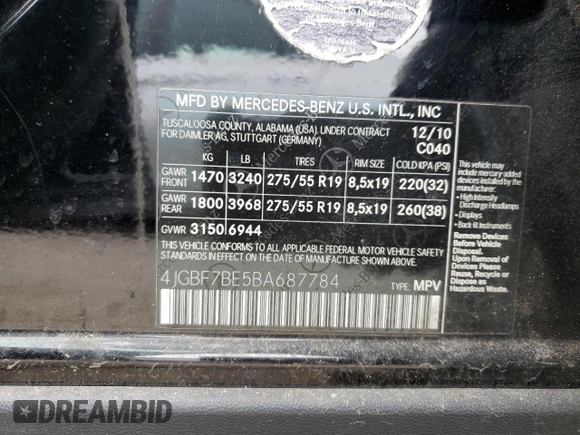 MFD BY MERCEDES-BENZ U.S. INTL., INC
TUSCALOOSA COUNTY, ALABAMA (USA), UNDER CONTRACT 12/10
FOR DAIMLER AG, STUTTGART (GERMANY) C040
KG LB TIRES RIM SIZE COLD KPA (PSI)
GAWR FRONT 1470 3240 275/55 R19 8,5x19 220(32)
GAWR REAR 1800 3968 275/55 R19 8,5x19 260(38)
GVWR 3150 6944
THIS VEHICLE CONFORMS TO ALL APPLICABLE FEDERAL MOTOR VEHICLE SAFETY
STANDARDS IN EFFECT ON THE DATE OF MANUFACTURE SHOWN ABOVE.
4JGBF7BE5BA687784
TYPE: MPV
This vehicle may
include mercury-added
devices installed by the
manufacturer:
• High Intensity
Discharge Headlamps
• Displays
• Bulb Instruments
Remove Devices
Before Vehicle
Disposal. Upon
Removal of Devices
Please Reuse, Recycle
or Dispose as
Hazardous Waste.
DREAMBID